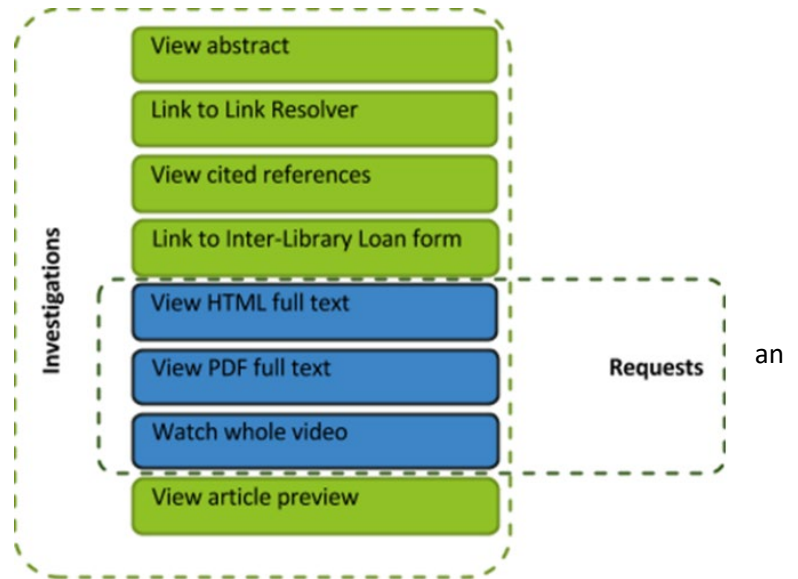 View abstract
Link to Link Resolver
View cited references
Link to Inter-Library Loan form
Investigations
View HTML full text
View PDF full text
Requests
an
Watch whole video
View article preview